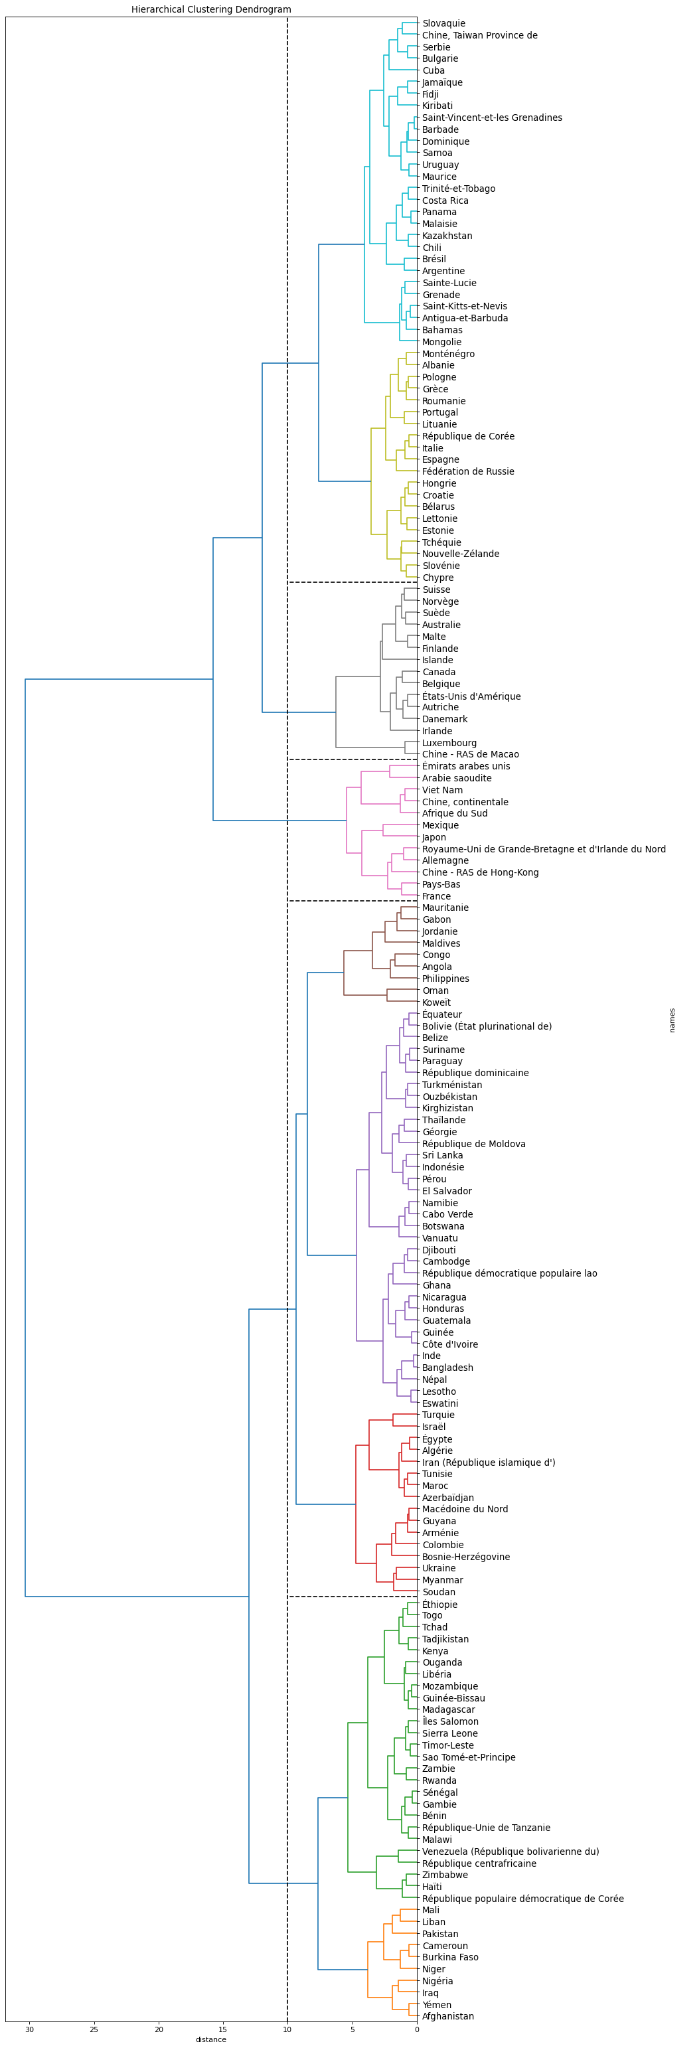 Hierarchical Clustering Dendrogram
Slovaquie
Chine, Taiwan Province de
Serbie
Bulgarie
Cuba
Jamaïque
Fidji
Kiribati
Saint-Vincent-et-les Grenadines
Barbade
Dominique
Samoa
Uruguay
Maurice
Trinité-et-Tobago
Costa Rica
Panama
Malaisie
Kazakhstan
Chili
Brésil
Argentine
Sainte-Lucie
Grenade
Saint-Kitts-et-Nevis
Antigua-et-Barbuda
Bahamas
Mongolie
Monténégro
Albanie
Pologne
Grèce
Roumanie
Portugal
Lituanie
République de Corée
Italie
Espagne
Fédération de Russie
Hongrie
Croatie
Bélarus
Lettonie
Estonie
Tchéquie
Nouvelle-Zélande
Slovénie
Chypre
Suisse
Norvège
Suède
Australie
Malte
Finlande
Islande
Canada
Belgique
États-Unis d'Amérique
Autriche
Danemark
Irlande
Luxembourg
Chine - RAS de Macao
Émirats arabes unis
Arabie saoudite
Viet Nam
Chine, continentale
Afrique du Sud
Mexique
Japon
Royaume-Uni de Grande-Bretagne et d'Irlande du Nord
Allemagne
Chine - RAS de Hong-Kong
Pays-Bas
France
Mauritanie
Gabon
Jordanie
Maldives
Congo
Angola
Philippines
Oman
Koweït
Équateur
Bolivie (État plurinational de)
Belize
Suriname
Paraguay
République dominicaine
Turkménistan
Ouzbékistan
Kirghizistan
Thaïlande
Géorgie
République de Moldova
Sri Lanka
Indonésie
Pérou
El Salvador
Namibie
Cabo Verde
Botswana
Vanuatu
Djibouti
Cambodge
République démocratique populaire lao
Ghana
Nicaragua
Honduras
Guatemala
Guinée
Côte d'Ivoire
Inde
Bangladesh
Népal
Lesotho
Eswatini
Turquie
Israël
Égypte
Algérie
Iran (République islamique d')
Tunisie
Maroc
Azerbaïdjan
Macédoine du Nord
Guyana
Arménie
Colombie
Bosnie-Herzégovine
Ukraine
Myanmar
Soudan
Éthiopie
Togo
Tchad
Tadjikistan
Kenya
Ouganda
Libéria
Mozambique
Guinée-Bissau
Madagascar
Îles Salomon
Sierra Leone
Timor-Leste
Sao Tomé-et-Principe
Zambie
Rwanda
Sénégal
Gambie
Bénin
République-Unie de Tanzanie
Malawi
Venezuela (République bolivarienne du)
République centrafricaine
Zimbabwe
Haïti
République populaire démocratique de Corée
Mali
Liban
Pakistan
Cameroun
Burkina Faso
Niger
Nigéria
Iraq
Yémen
Afghanistan
names
30 25 20 15 10 5 0
distance